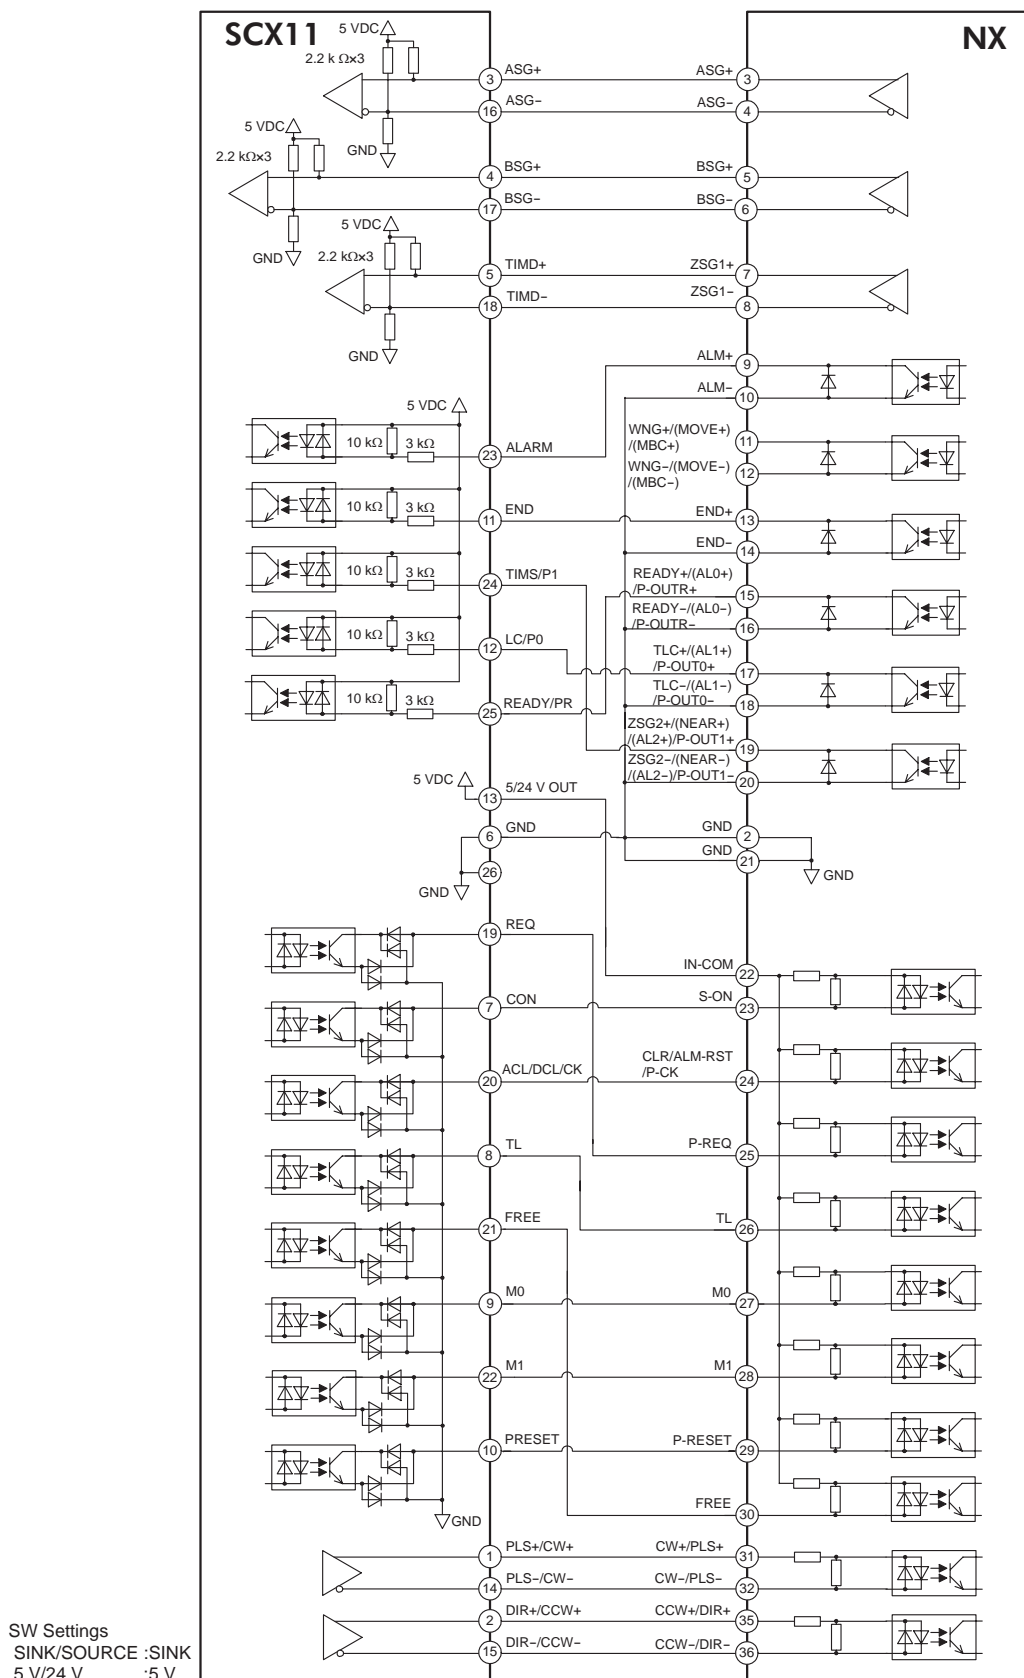 SCX11
NX
5 VDC
2.2 k Ω×3
3
ASG+
ASG+
3
16
ASG−
ASG−
4
GND
5 VDC
2.2 kΩ×3
4
BSG+
BSG+
5
17
BSG−
BSG−
6
GND
5 VDC
2.2 kΩ×3
5
TIMD+
ZSG1+
7
18
TIMD−
ZSG1−
8
GND
ALM+
9
ALM−
10
5 VDC
10 kΩ
3 kΩ
23
ALARM
WNG+/(MOVE+)
/(MBC+)
11
WNG−/(MOVE−)
/(MBC−)
12
10 kΩ
3 kΩ
11
END
END+
13
END−
14
10 kΩ
3 kΩ
24
TIMS/P1
READY+/(AL0+)
/P-OUTR+
15
READY−/(AL0−)
/P-OUTR−
16
10 kΩ
3 kΩ
12
LC/P0
TLC+/(AL1+)
/P-OUT0+
17
TLC−/(AL1−)
/P-OUT0−
18
10 kΩ
3 kΩ
25
READY/PR
ZSG2+/(NEAR+)
/(AL2+)/P-OUT1+
19
ZSG2−/(NEAR−)
/(AL2−)/P-OUT1−
20
5 VDC
13
5/24 V OUT
6
GND
GND
2
GND
21
GND
26
GND
19
REQ
IN-COM
22
7
CON
S-ON
23
20
ACL/DCL/CK
CLR/ALM-RST
/P-CK
24
8
TL
P-REQ
25
21
FREE
TL
26
9
M0
M0
27
22
M1
M1
28
10
PRESET
P-RESET
29
FREE
30
GND
1
PLS+/CW+
CW+/PLS+
31
14
PLS−/CW−
CW−/PLS−
32
2
DIR+/CCW+
CCW+/DIR+
35
15
DIR−/CCW−
CCW−/DIR−
36
SW Settings
SINK/SOURCE :SINK
5 V/24 V :5 V